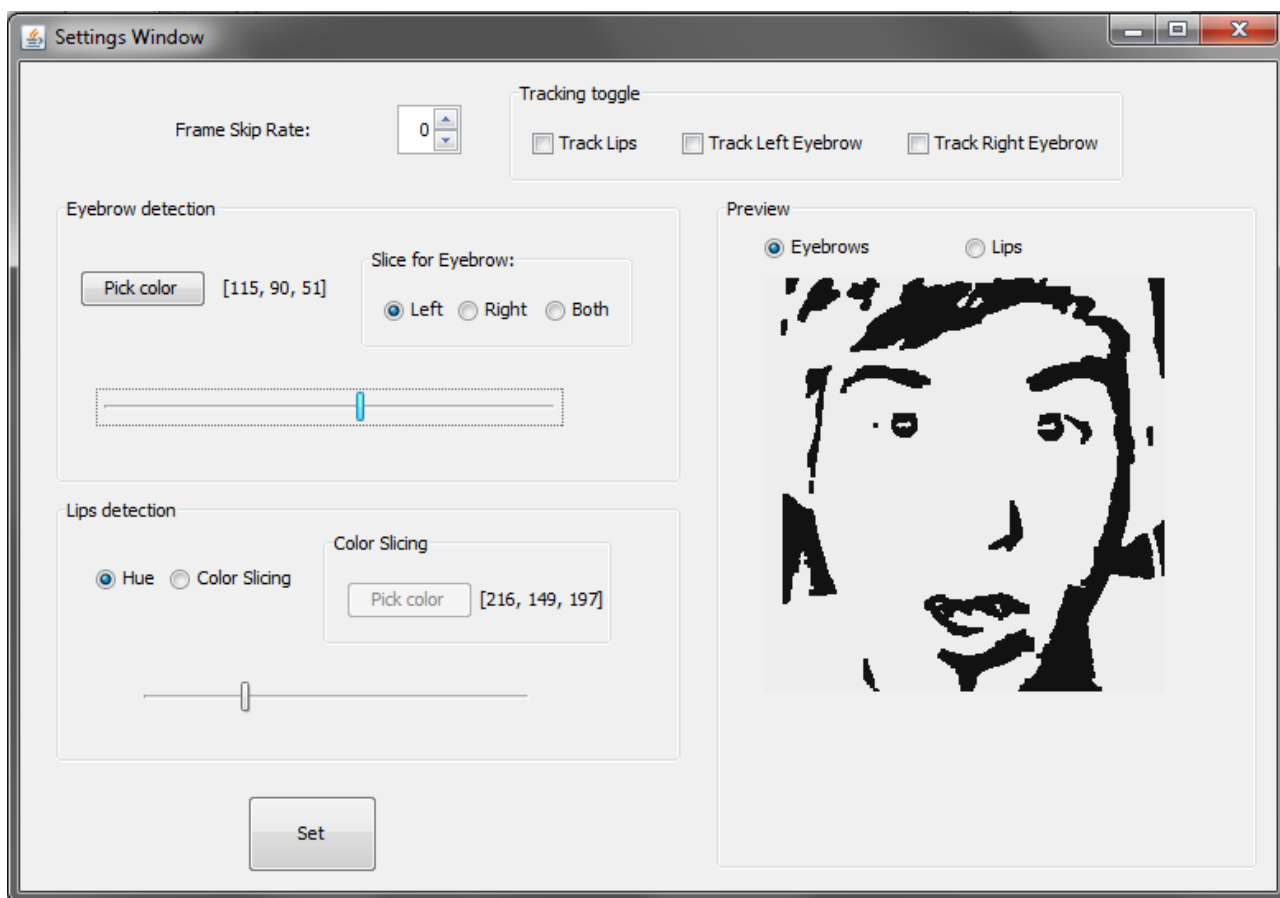 Settings Window
Frame Skip Rate:
0
Tracking toggle
Track Lips
Track Left Eyebrow
Track Right Eyebrow
Eyebrow detection
Pick color
[115, 90, 51]
Slice for Eyebrow:
Left
Right
Both
Lips detection
Hue
Color Slicing
Color Slicing
Pick color
[216, 149, 197]
Set
Preview
Eyebrows
Lips